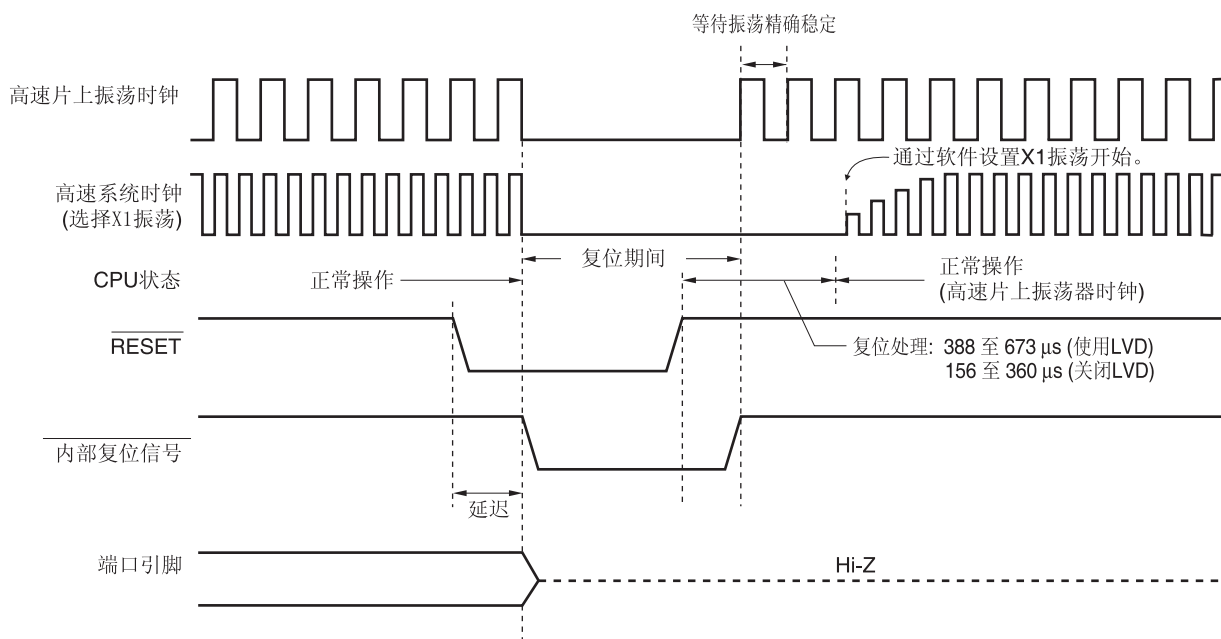 等待振荡精确稳定
高速片上振荡时钟
通过软件设置X1振荡开始。
高速系统时钟
(选择X1振荡)
复位期间
CPU状态
正常操作
正常操作
(高速片上振荡器时钟)
RESET
复位处理: 388 至 673 μs (使用LVD)
156 至 360 μs (关闭LVD)
内部复位信号
延迟
端口引脚
Hi-Z